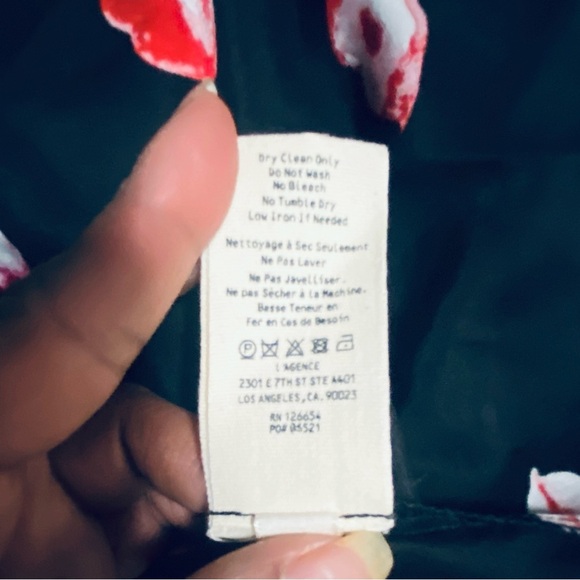 Dry Clean Only
Do Not Wash
No Bleach
No Tumble Dry
Low Iron If Needed
Nettoyage à Sec Seulement
Ne Pas Laver
Ne Pas Javelliser.
Ne pas Sécher à la Machine.
Basse Teneur en
Fer en Cas de Besoin
P
L'AGENCE
2301 E 7TH ST STE A401
LOS ANGELES, CA. 90023
RN 126654
PO# 05521